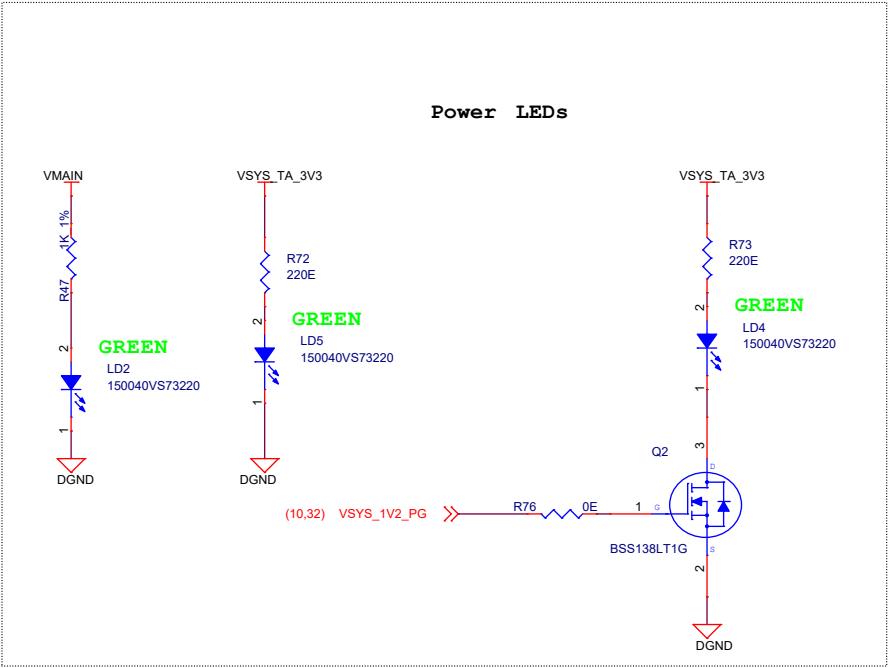 Power LEDs
VMAIN
1K 1%
R47
2
GREEN
LD2
150040VS73220
1
DGND
VSYS_TA_3V3
R72
220E
2
GREEN
LD5
150040VS73220
1
DGND
VSYS_TA_3V3
R73
220E
2
GREEN
LD4
150040VS73220
1
3
Q2
D
(10,32) VSYS_1V2_PG
R76 0E
1
G
BSS138LT1G
S
2
DGND